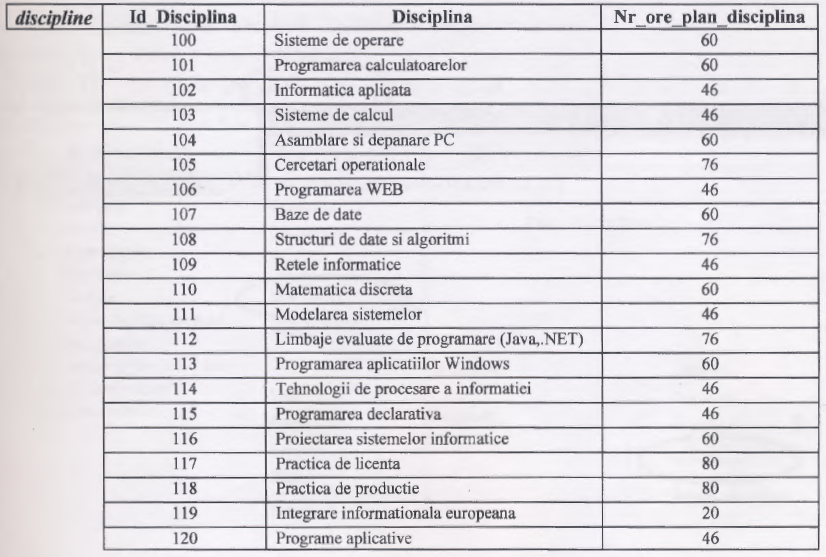 discipline Id_Disciplina Disciplina Nr_ore_plan_disciplina
100 Sisteme de operare 60
101 Programarea calculatoarelor 60
102 Informatica aplicata 46
103 Sisteme de calcul 46
104 Asamblare si depanare PC 60
105 Cercetari operationale 76
106 Programarea WEB 46
107 Baze de date 60
108 Structuri de date si algoritmi 76
109 Retele informatice 46
110 Matematica discreta 60
111 Modelarea sistemelor 46
112 Limbaje evaluate de programare (Java,.NET) 76
113 Programarea aplicatiilor Windows 60
114 Tehnologii de procesare a informatiei 46
115 Programarea declarativa 46
116 Proiectarea sistemelor informatice 60
117 Practica de licenta 80
118 Practica de productie 80
119 Integrare informationala europeana 20
120 Programe aplicative 46